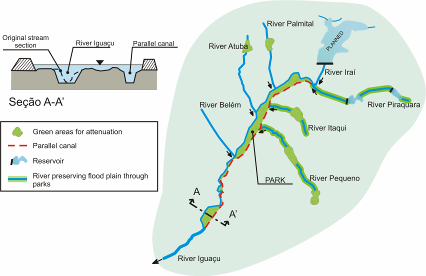 Original stream
section
River Iguaçu
Parallel canal
Seção A-A'
Green areas for attenuation
Parallel canal
Reservoir
River preserving flood plain through
parks
River Palmital
River Atuba
PLANNED
River Iraí
River Belém
River Piraquara
River Itaqui
PARK
River Pequeno
A
A'
River Iguaçu